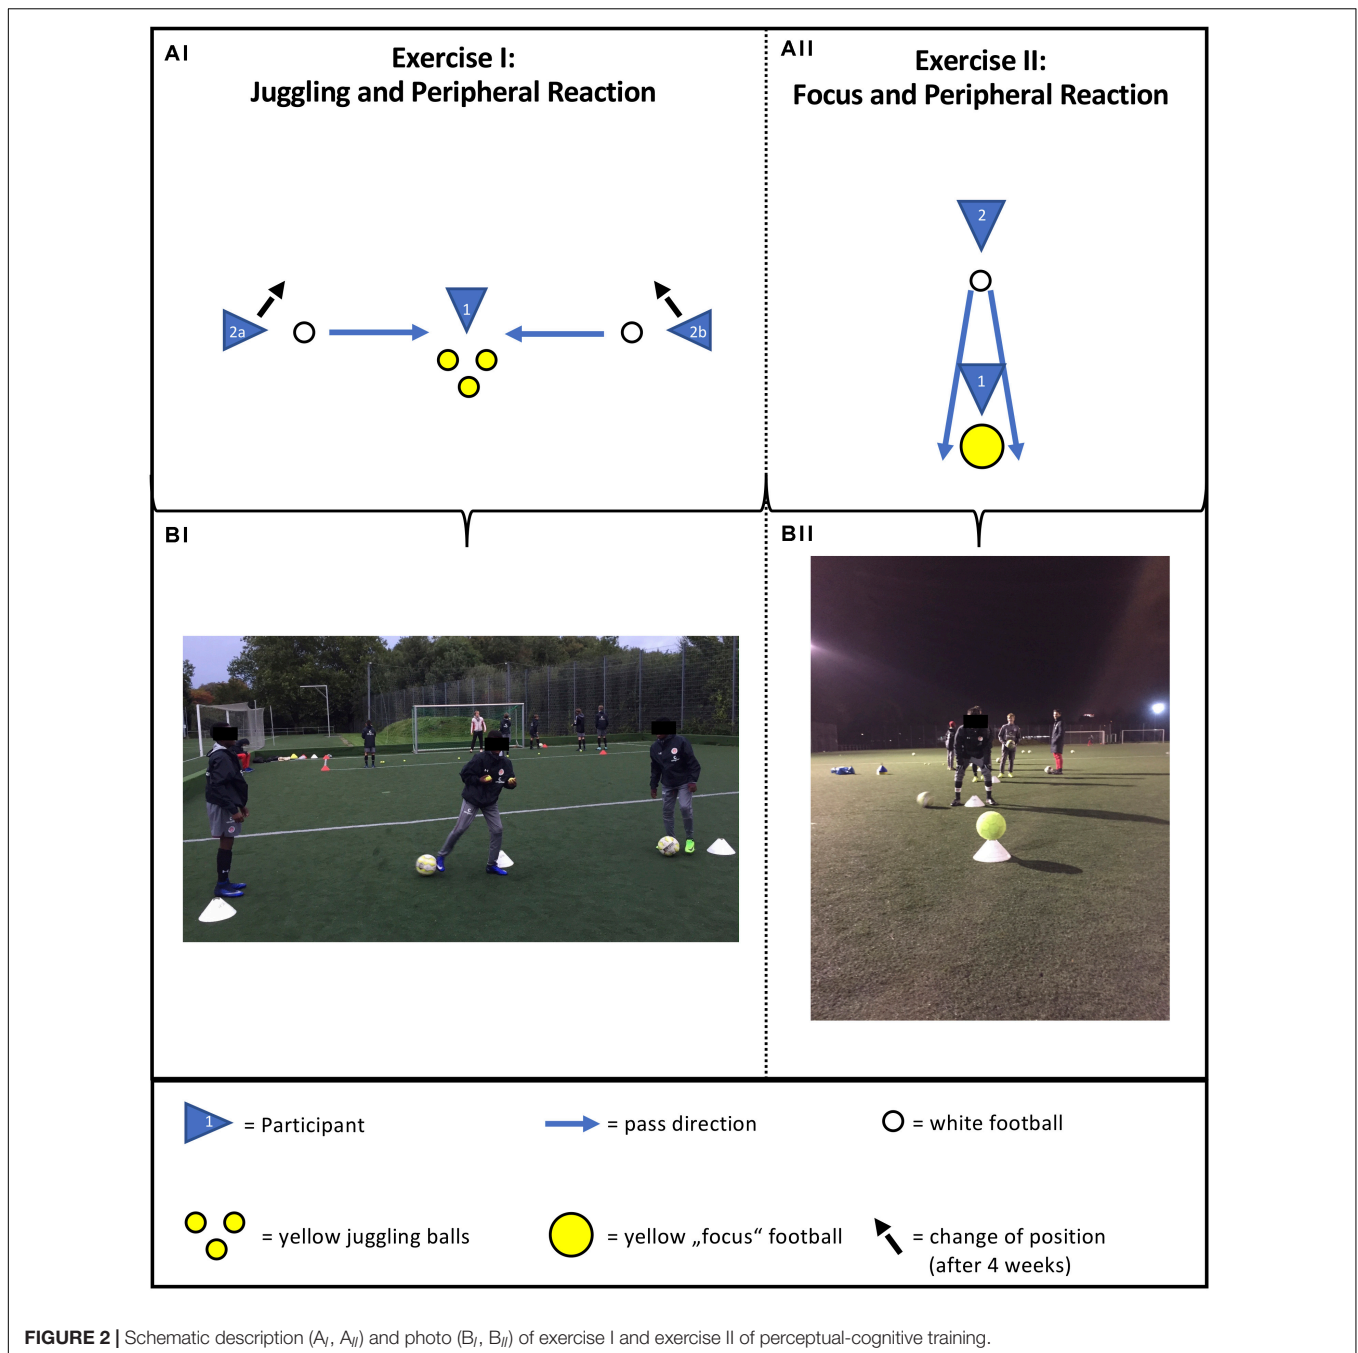 AI
Exercise I:
Juggling and Peripheral Reaction
AII
Exercise II:
Focus and Peripheral Reaction
2a
1
2b
2
1
BI
BII
1
= Participant
= pass direction
= white football
= yellow juggling balls
= yellow „focus“ football
= change of position
(after 4 weeks)
FIGURE 2 | Schematic description (AI, AII) and photo (BI, BII) of exercise I and exercise II of perceptual-cognitive training.